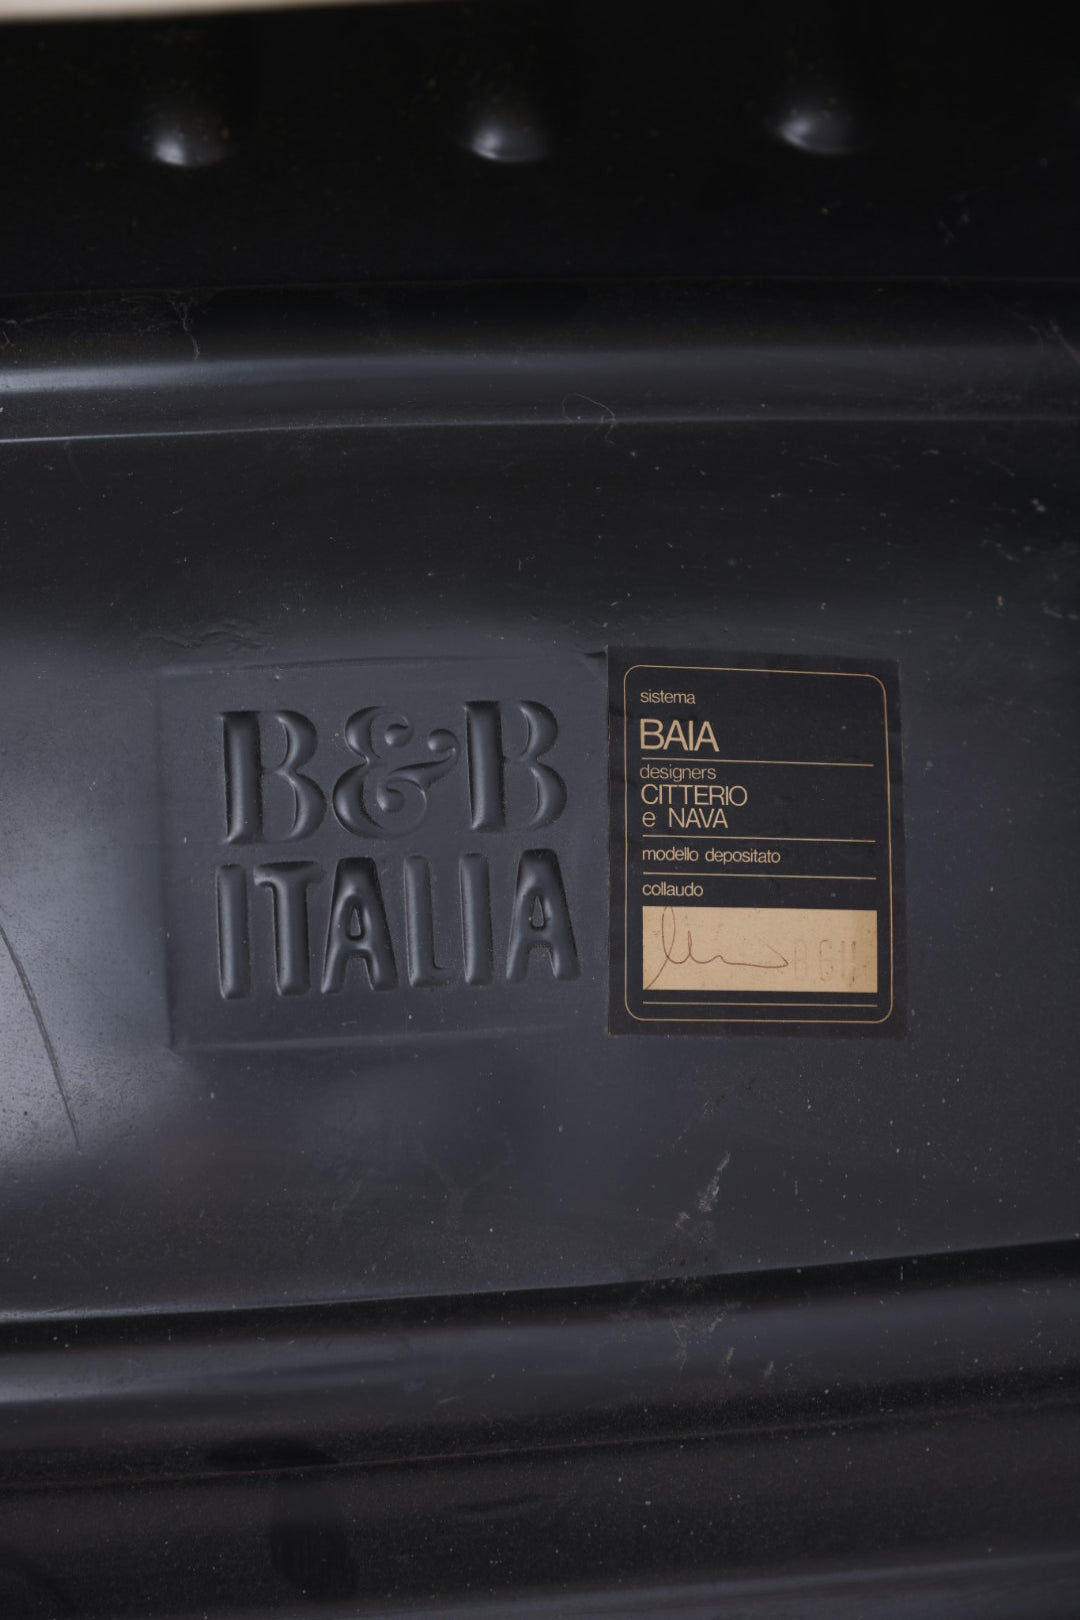 B&B
ITALIA
sistema
BAIA
designers
CITTERIO
e NAVA
modello depositato
collaudo